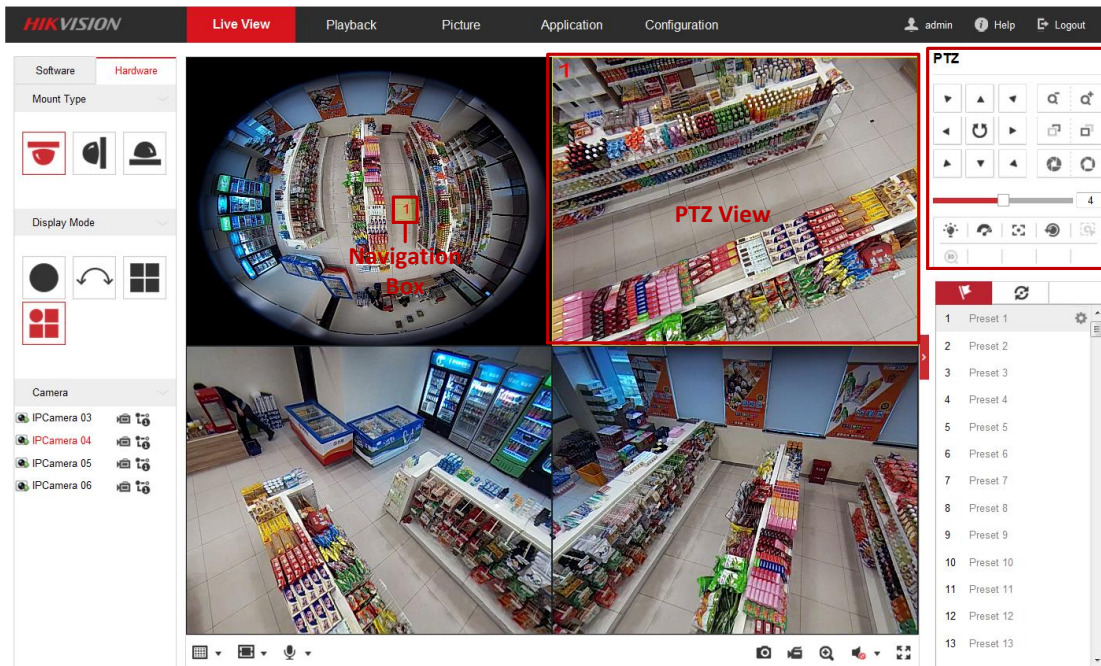 HIKVISION
Live View
Playback
Picture
Application
Configuration
admin
Help
Logout
Software
Hardware
Mount Type
Display Mode
Camera
IPCamera 03
IPCamera 04
IPCamera 05
IPCamera 06
1
Navigation
Box
1
PTZ View
PTZ
4
1 Preset 1
2 Preset 2
3 Preset 3
4 Preset 4
5 Preset 5
6 Preset 6
7 Preset 7
8 Preset 8
9 Preset 9
10 Preset 10
11 Preset 11
12 Preset 12
13 Preset 13